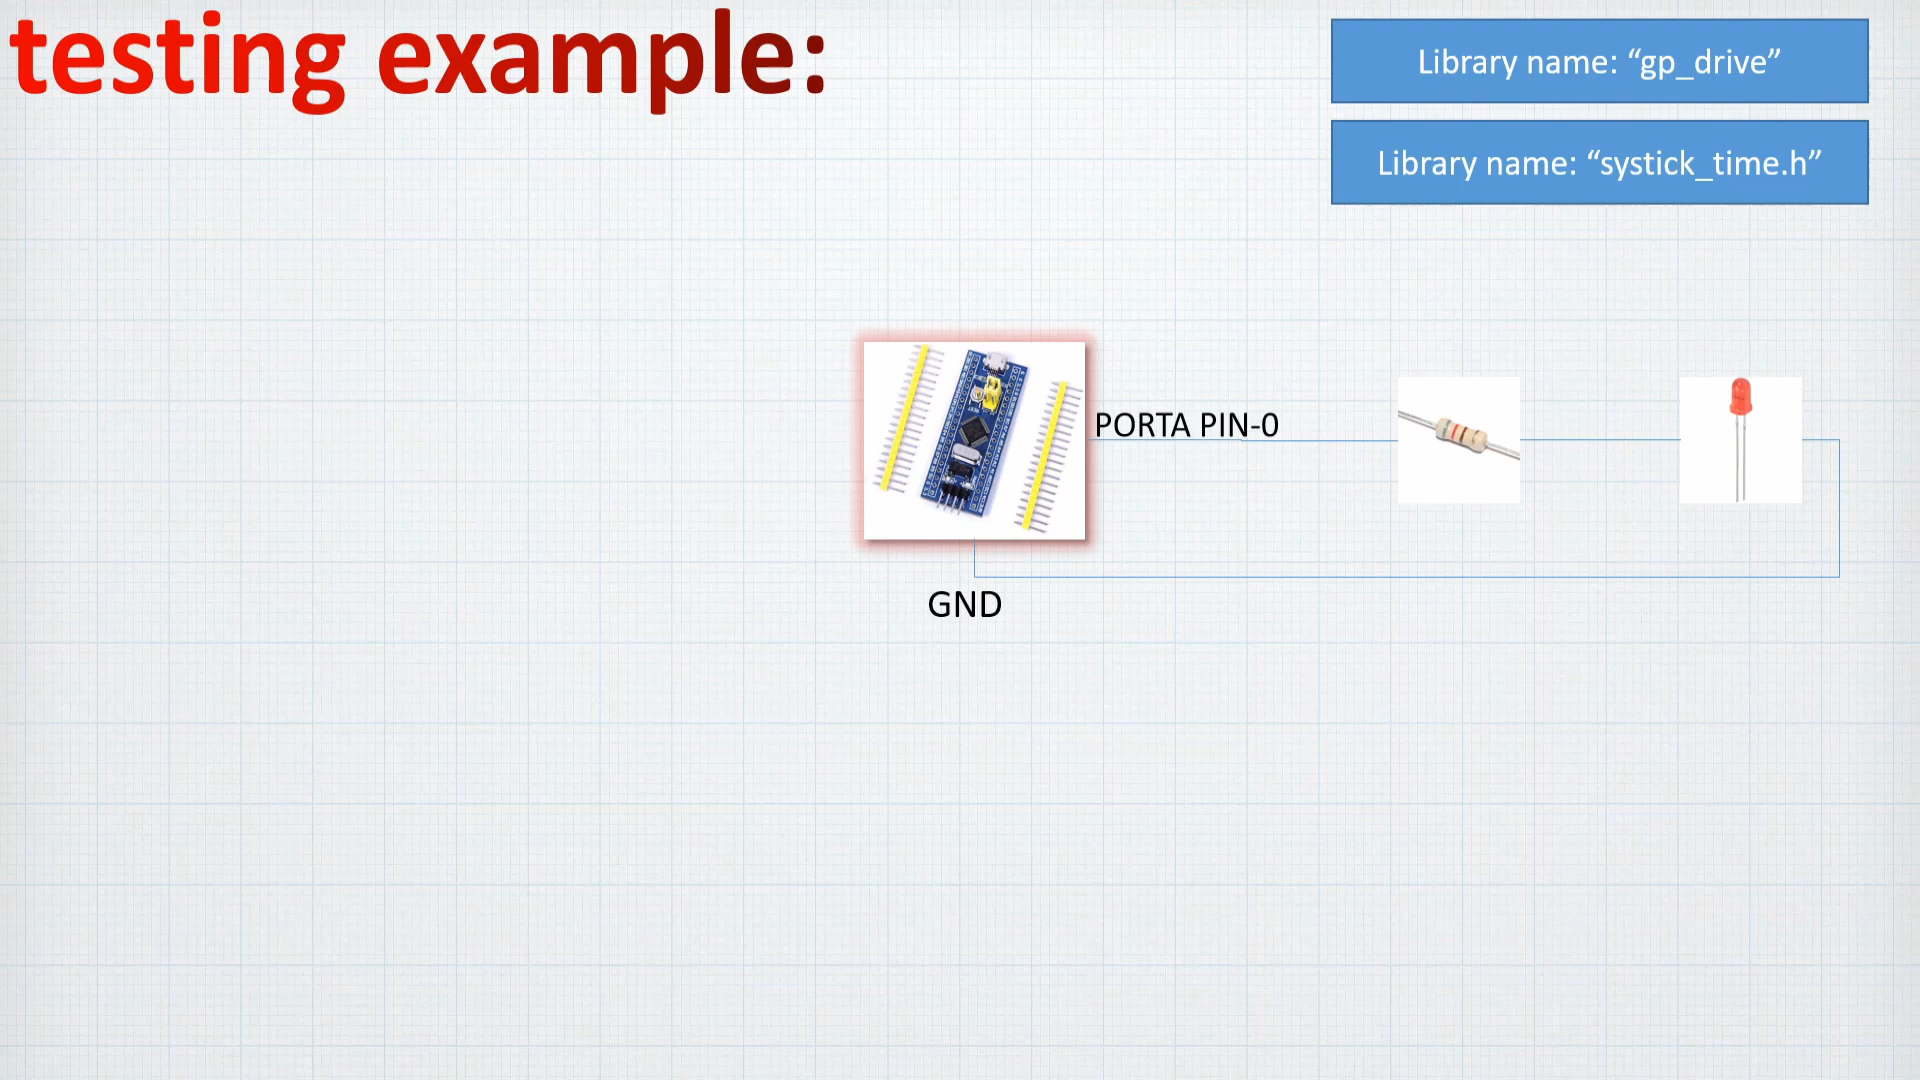 testing example:
Library name: “gp_drive”
Library name: “systick_time.h”
PORTA PIN-0
GND